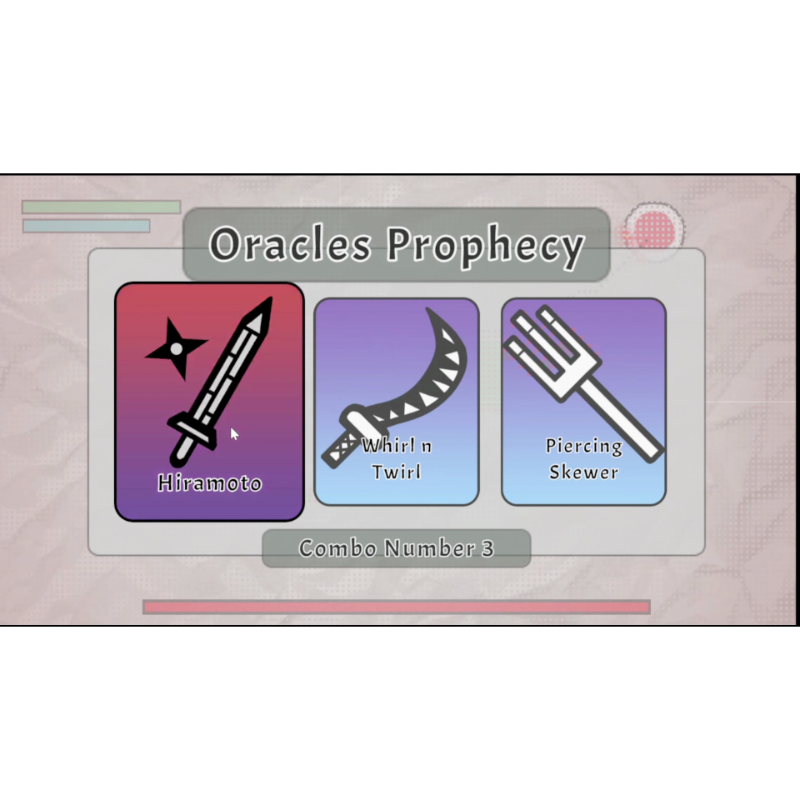 Oracles Prophecy
Hiramoto
Whirl n
Twirl
Piercing
Skewer
Combo Number 3